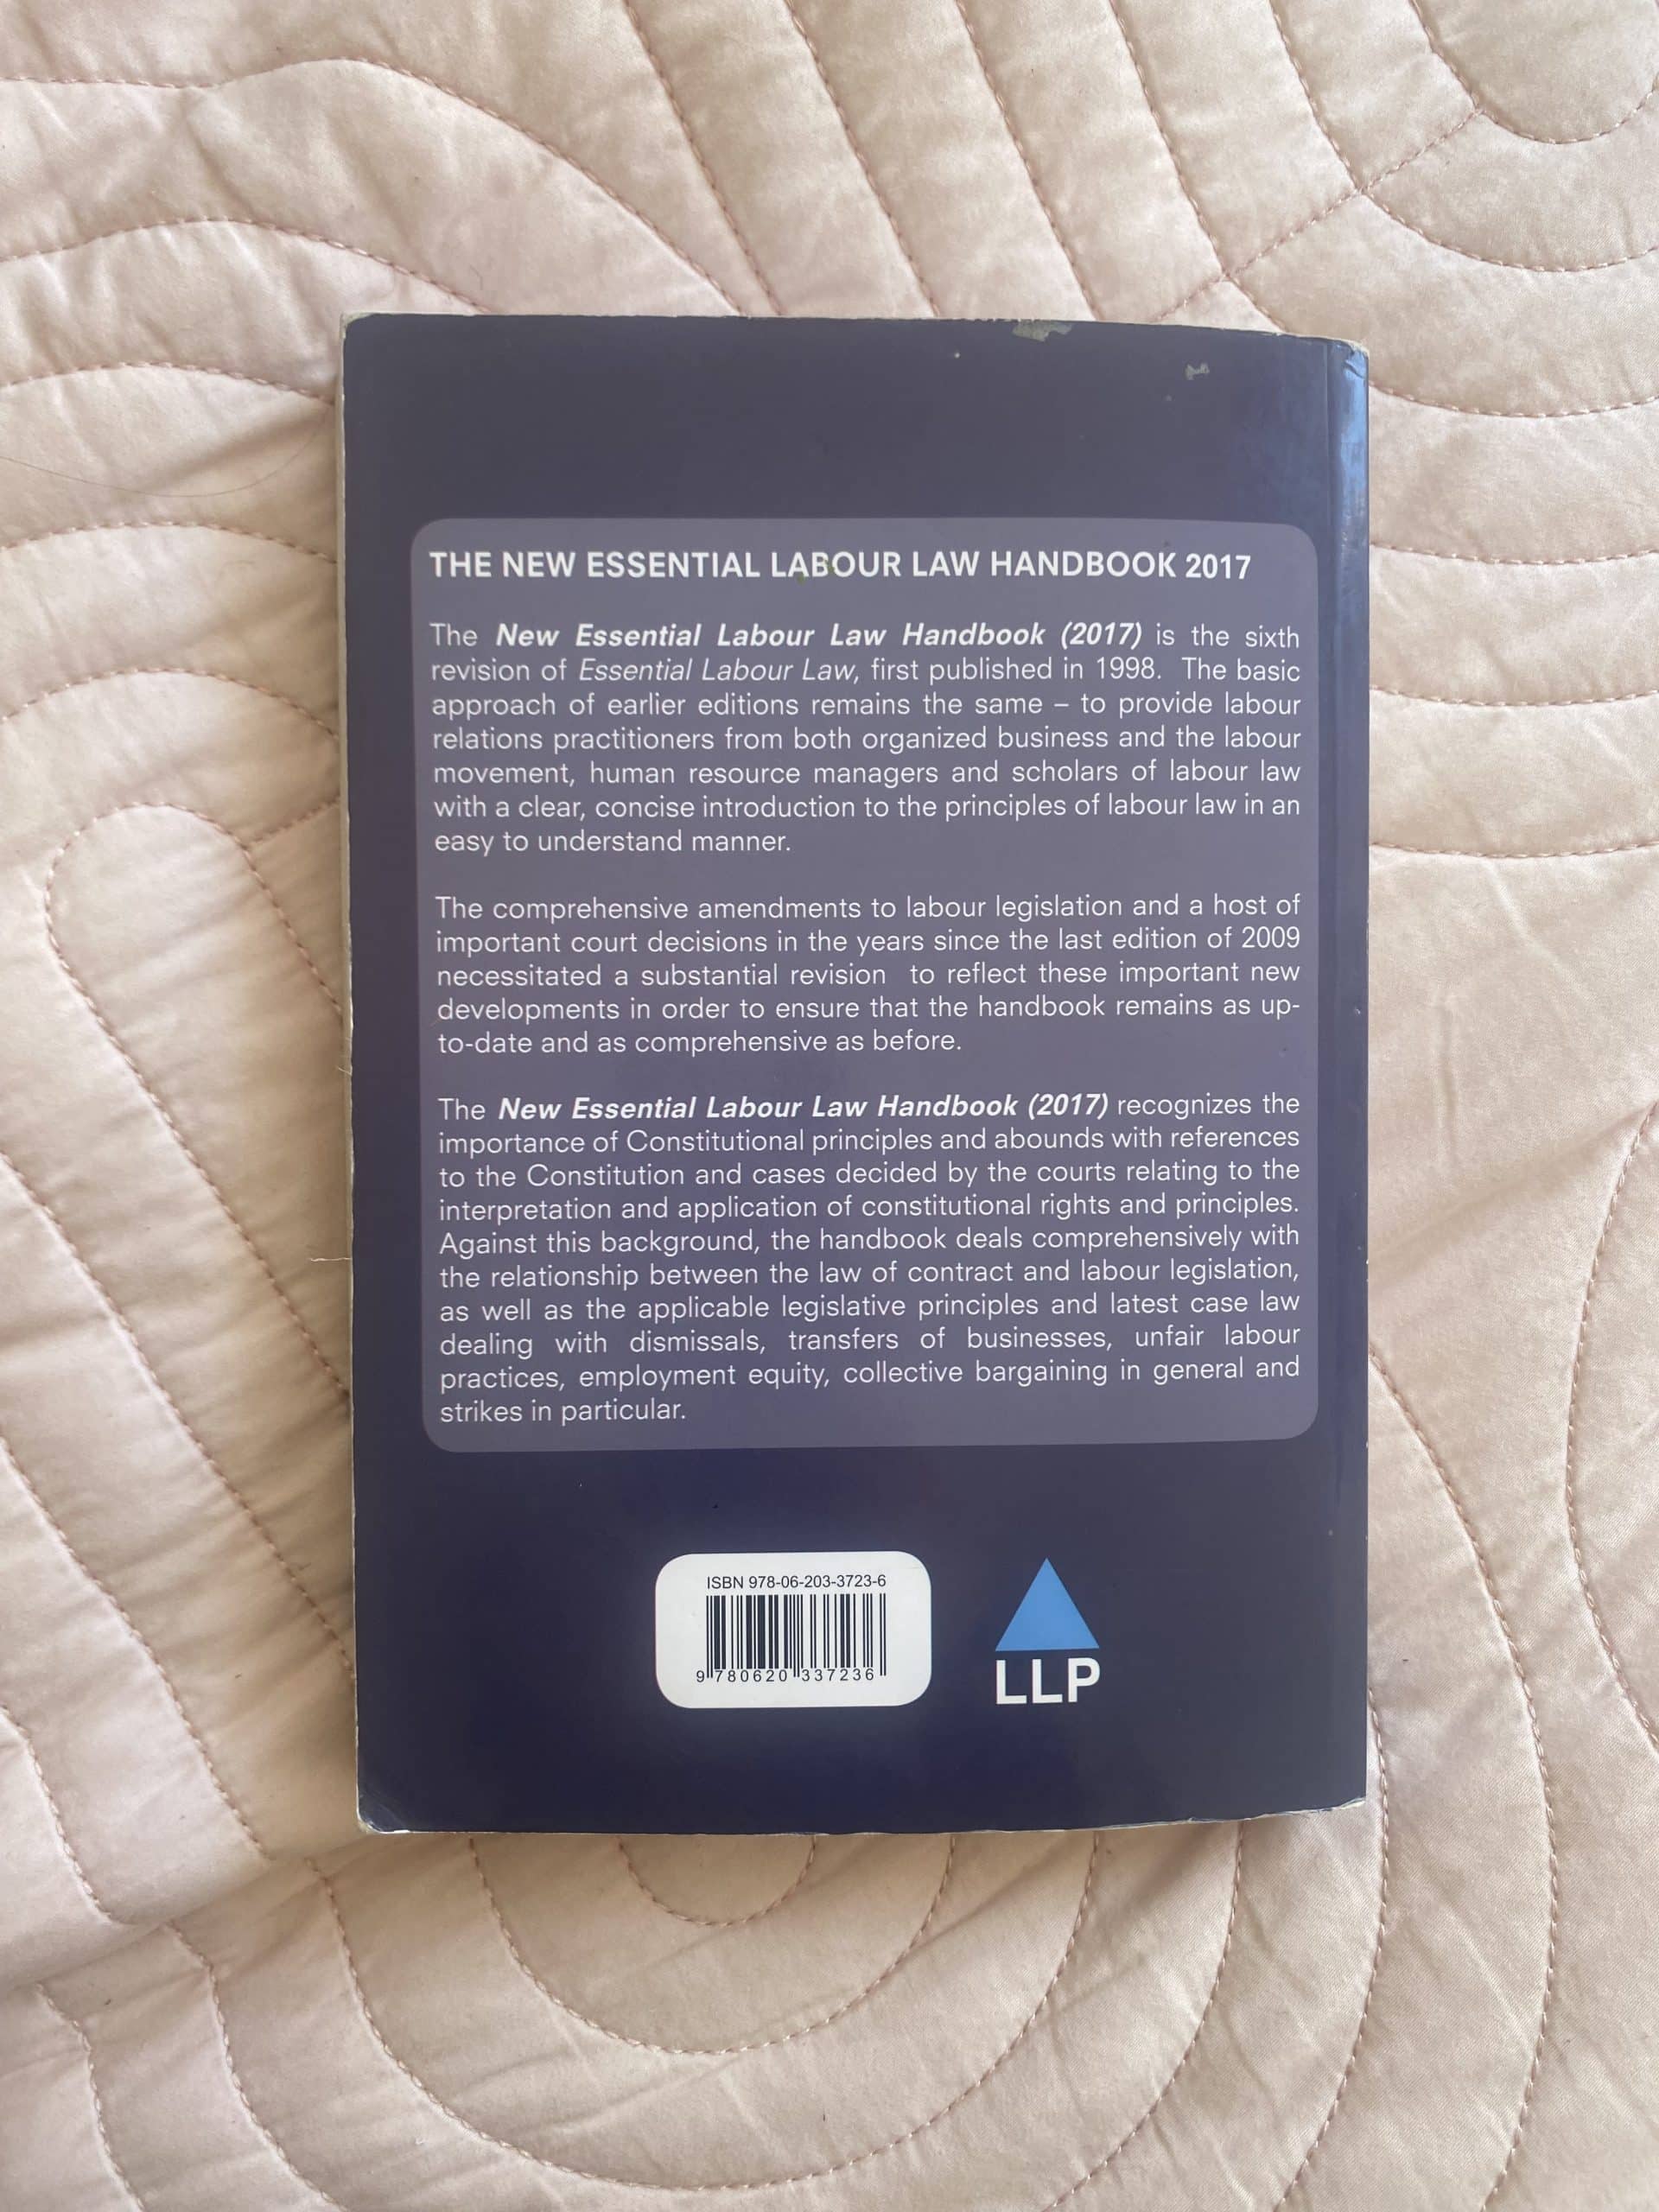 THE NEW ESSENTIAL LABOUR LAW HANDBOOK 2017
The New Essential Labour Law Handbook (2017) is the sixth
revision of Essential Labour Law, first published in 1998. The basic
approach of earlier editions remains the same – to provide labour
relations practitioners from both organized business and the labour
movement, human resource managers and scholars of labour law
with a clear, concise introduction to the principles of labour law in an
easy to understand manner.
The comprehensive amendments to labour legislation and a host of
important court decisions in the years since the last edition of 2009
necessitated a substantial revision to reflect these important new
developments in order to ensure that the handbook remains as up-
to-date and as comprehensive as before.
The New Essential Labour Law Handbook (2017) recognizes the
importance of Constitutional principles and abounds with references
to the Constitution and cases decided by the courts relating to the
interpretation and application of constitutional rights and principles.
Against this background, the handbook deals comprehensively with
the relationship between the law of contract and labour legislation,
as well as the applicable legislative principles and latest case law
dealing with dismissals, transfers of businesses, unfair labour
practices, employment equity, collective bargaining in general and
strikes in particular.
ISBN 978-06-203-3723-6
9 780620 337236
LLP